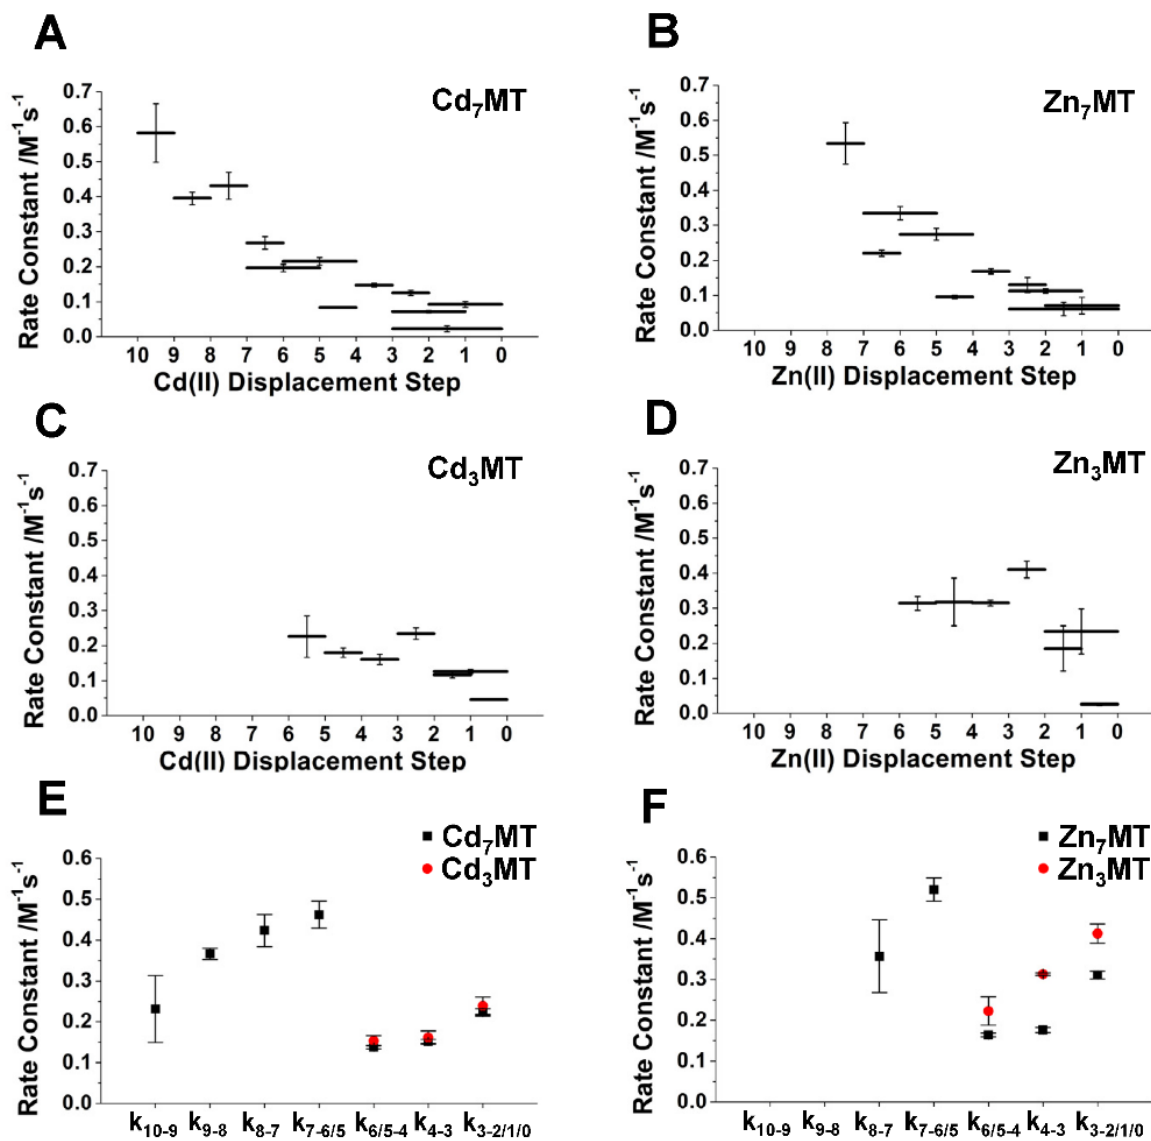 A
Cd₇MT
Rate Constant /M⁻¹s⁻¹
0.7
0.6
0.5
0.4
0.3
0.2
0.1
0.0
10 9 8 7 6 5 4 3 2 1 0
Cd(II) Displacement Step
B
Zn₇MT
Rate Constant /M⁻¹s⁻¹
0.7
0.6
0.5
0.4
0.3
0.2
0.1
0.0
10 9 8 7 6 5 4 3 2 1 0
Zn(II) Displacement Step
C
Cd₃MT
Rate Constant /M⁻¹s⁻¹
0.7
0.6
0.5
0.4
0.3
0.2
0.1
0.0
10 9 8 7 6 5 4 3 2 1 0
Cd(II) Displacement Step
D
Zn₃MT
Rate Constant /M⁻¹s⁻¹
0.7
0.6
0.5
0.4
0.3
0.2
0.1
0.0
10 9 8 7 6 5 4 3 2 1 0
Zn(II) Displacement Step
E
Cd₇MT
Cd₃MT
Rate Constant /M⁻¹s⁻¹
0.6
0.5
0.4
0.3
0.2
0.1
0.0
k₁₀₋₉ k₉₋₈ k₈₋₇ k₇₋₆/₅ k₆/₅₋₄ k₄₋₃ k₃₋₂/₁/₀
F
Zn₇MT
Zn₃MT
Rate Constant /M⁻¹s⁻¹
0.6
0.5
0.4
0.3
0.2
0.1
0.0
k₁₀₋₉ k₉₋₈ k₈₋₇ k₇₋₆/₅ k₆/₅₋₄ k₄₋₃ k₃₋₂/₁/₀